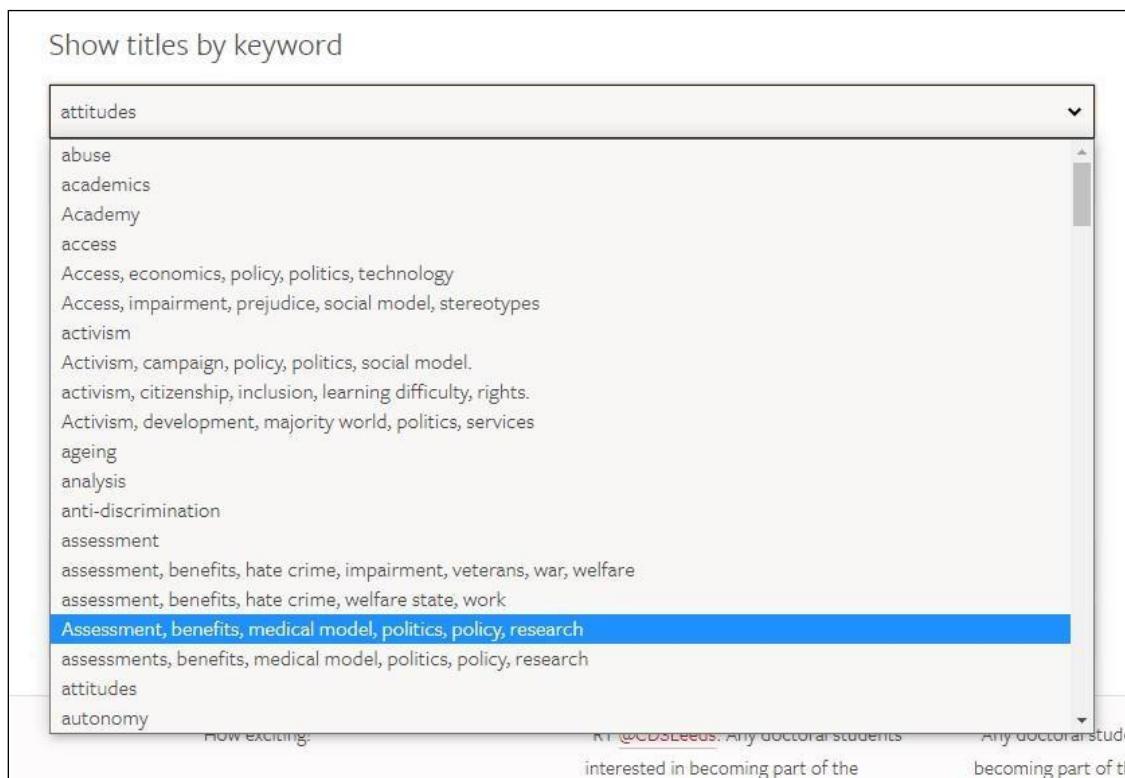 Show titles by keyword
attitudes
abuse
academics
Academy
access
Access, economics, policy, politics, technology
Access, impairment, prejudice, social model, stereotypes
activism
Activism, campaign, policy, politics, social model.
activism, citizenship, inclusion, learning difficulty, rights.
Activism, development, majority world, politics, services
ageing
analysis
anti-discrimination
assessment
assessment, benefits, hate crime, impairment, veterans, war, welfare
assessment, benefits, hate crime, welfare state, work
Assessment, benefits, medical model, politics, policy, research
assessments, benefits, medical model, politics, policy, research
attitudes
autonomy
How exciting!
RT @CDSLeeds: Any doctoral students
interested in becoming part of the
Any doctoral stud
becoming part of